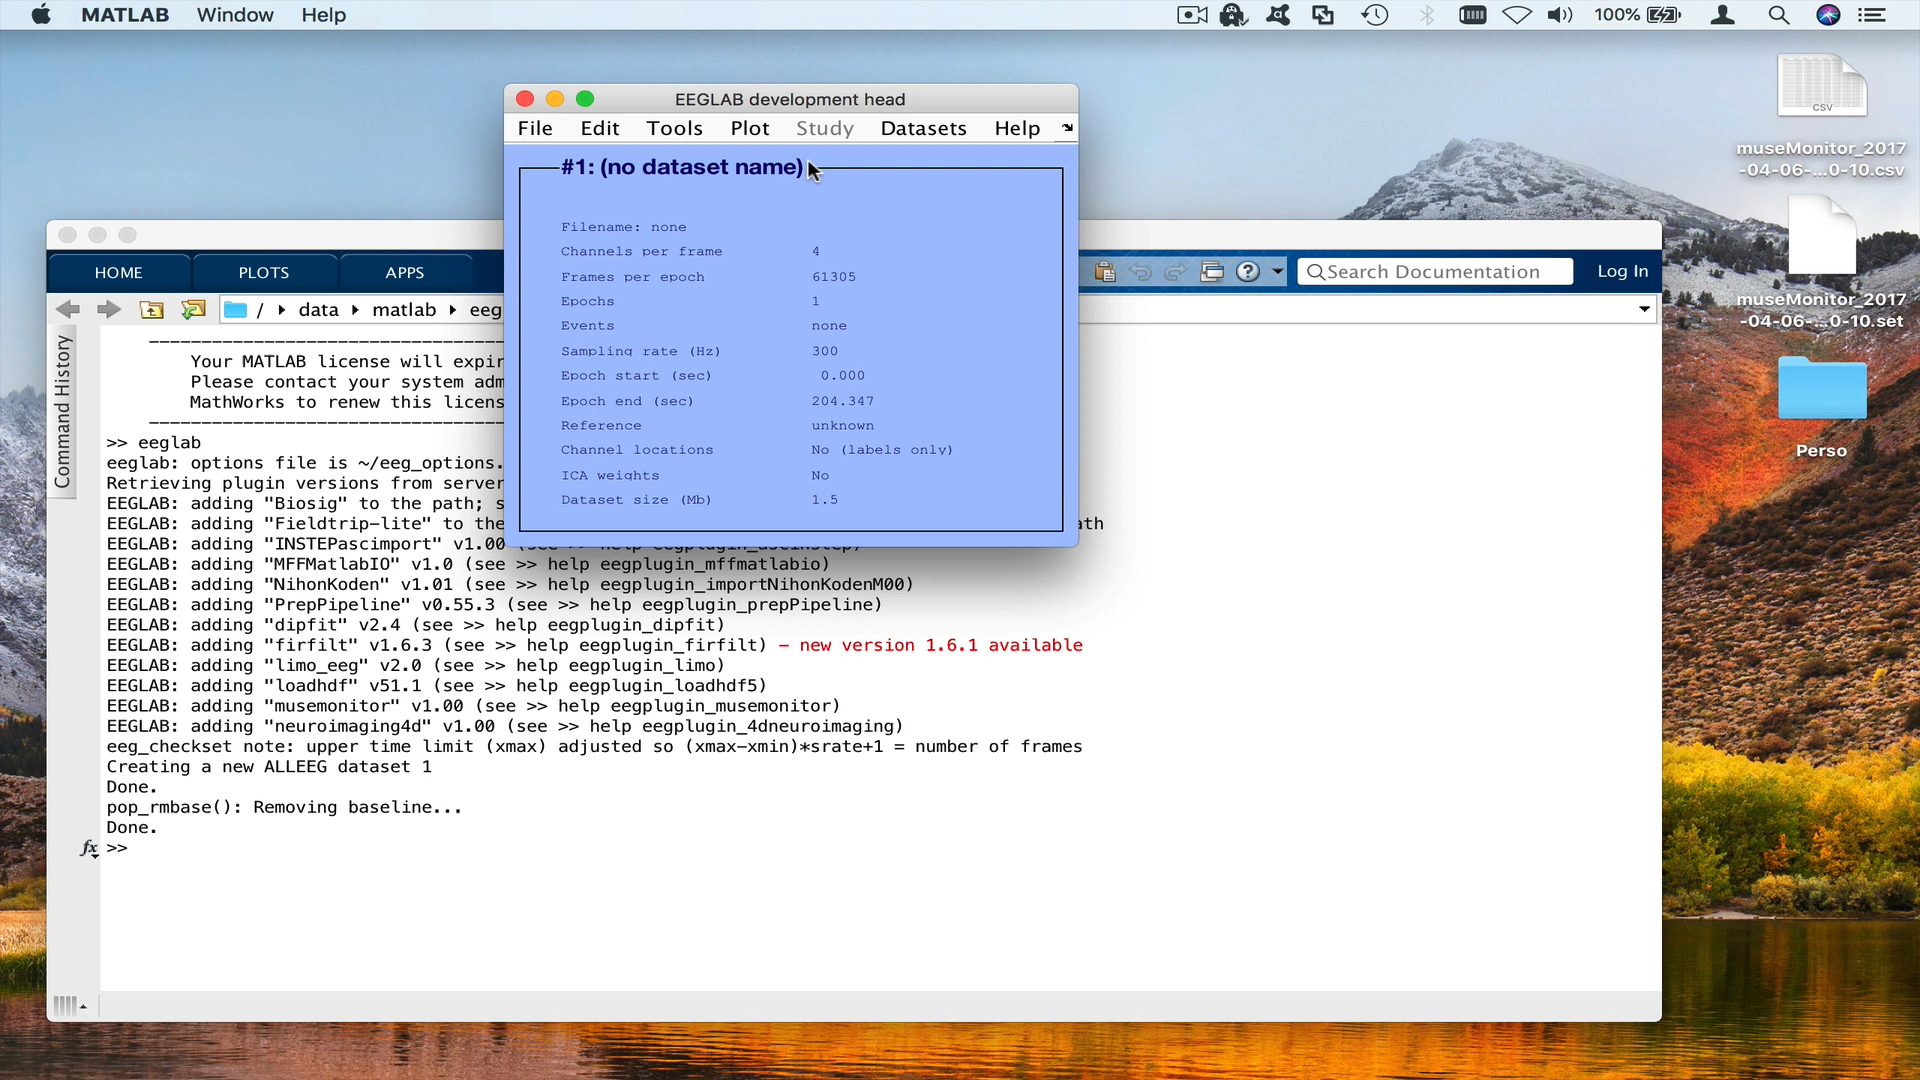 MATLAB Window Help
100%
EEGLAB development head
File Edit Tools Plot Study Datasets Help
#1: (no dataset name)
Filename: none
Channels per frame 4
Frames per epoch 61305
Epochs 1
Events none
Sampling rate (Hz) 300
Epoch start (sec) 0.000
Epoch end (sec) 204.347
Reference unknown
Channel locations No (labels only)
ICA weights No
Dataset size (Mb) 1.5
CSV
museMonitor_2017
-04-06-...0-10.csv
museMonitor_2017
-04-06-...0-10.set
Perso
HOME PLOTS APPS
Search Documentation Log In
/ data matlab eeg
Command History
Your MATLAB license will expir
Please contact your system adm
MathWorks to renew this licens
>> eeglab
eeglab: options file is ~/eeg_options.
Retrieving plugin versions from server
EEGLAB: adding "Biosig" to the path; s
EEGLAB: adding "Fieldtrip-lite" to the ath
EEGLAB: adding "INSTEPascimport" v1.00 (see >> help eegplugin_ascinstep)
EEGLAB: adding "MFFMatlabIO" v1.0 (see >> help eegplugin_mffmatlabio)
EEGLAB: adding "NihonKoden" v1.01 (see >> help eegplugin_importNihonKodenM00)
EEGLAB: adding "PrepPipeline" v0.55.3 (see >> help eegplugin_prepPipeline)
EEGLAB: adding "dipfit" v2.4 (see >> help eegplugin_dipfit)
EEGLAB: adding "firfilt" v1.6.3 (see >> help eegplugin_firfilt) – new version 1.6.1 available
EEGLAB: adding "limo_eeg" v2.0 (see >> help eegplugin_limo)
EEGLAB: adding "loadhdf" v51.1 (see >> help eegplugin_loadhdf5)
EEGLAB: adding "musemonitor" v1.00 (see >> help eegplugin_musemonitor)
EEGLAB: adding "neuroimaging4d" v1.00 (see >> help eegplugin_4dneuroimaging)
eeg_checkset note: upper time limit (xmax) adjusted so (xmax-xmin)*srate+1 = number of frames
Creating a new ALLEEG dataset 1
Done.
pop_rmbase(): Removing baseline...
Done.
fx >>